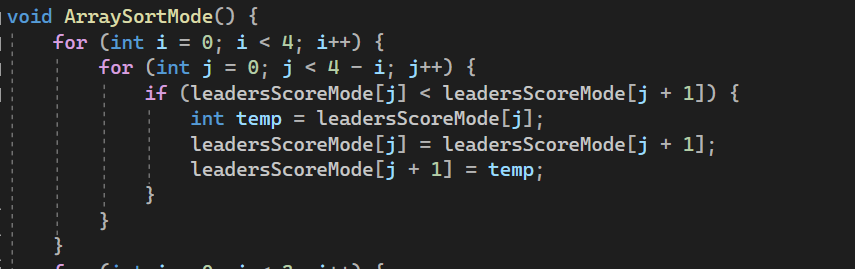 void ArraySortMode() {
    for (int i = 0; i < 4; i++) {
        for (int j = 0; j < 4 - i; j++) {
            if (leadersScoreMode[j] < leadersScoreMode[j + 1]) {
                int temp = leadersScoreMode[j];
                leadersScoreMode[j] = leadersScoreMode[j + 1];
                leadersScoreMode[j + 1] = temp;
            }
        }
    }